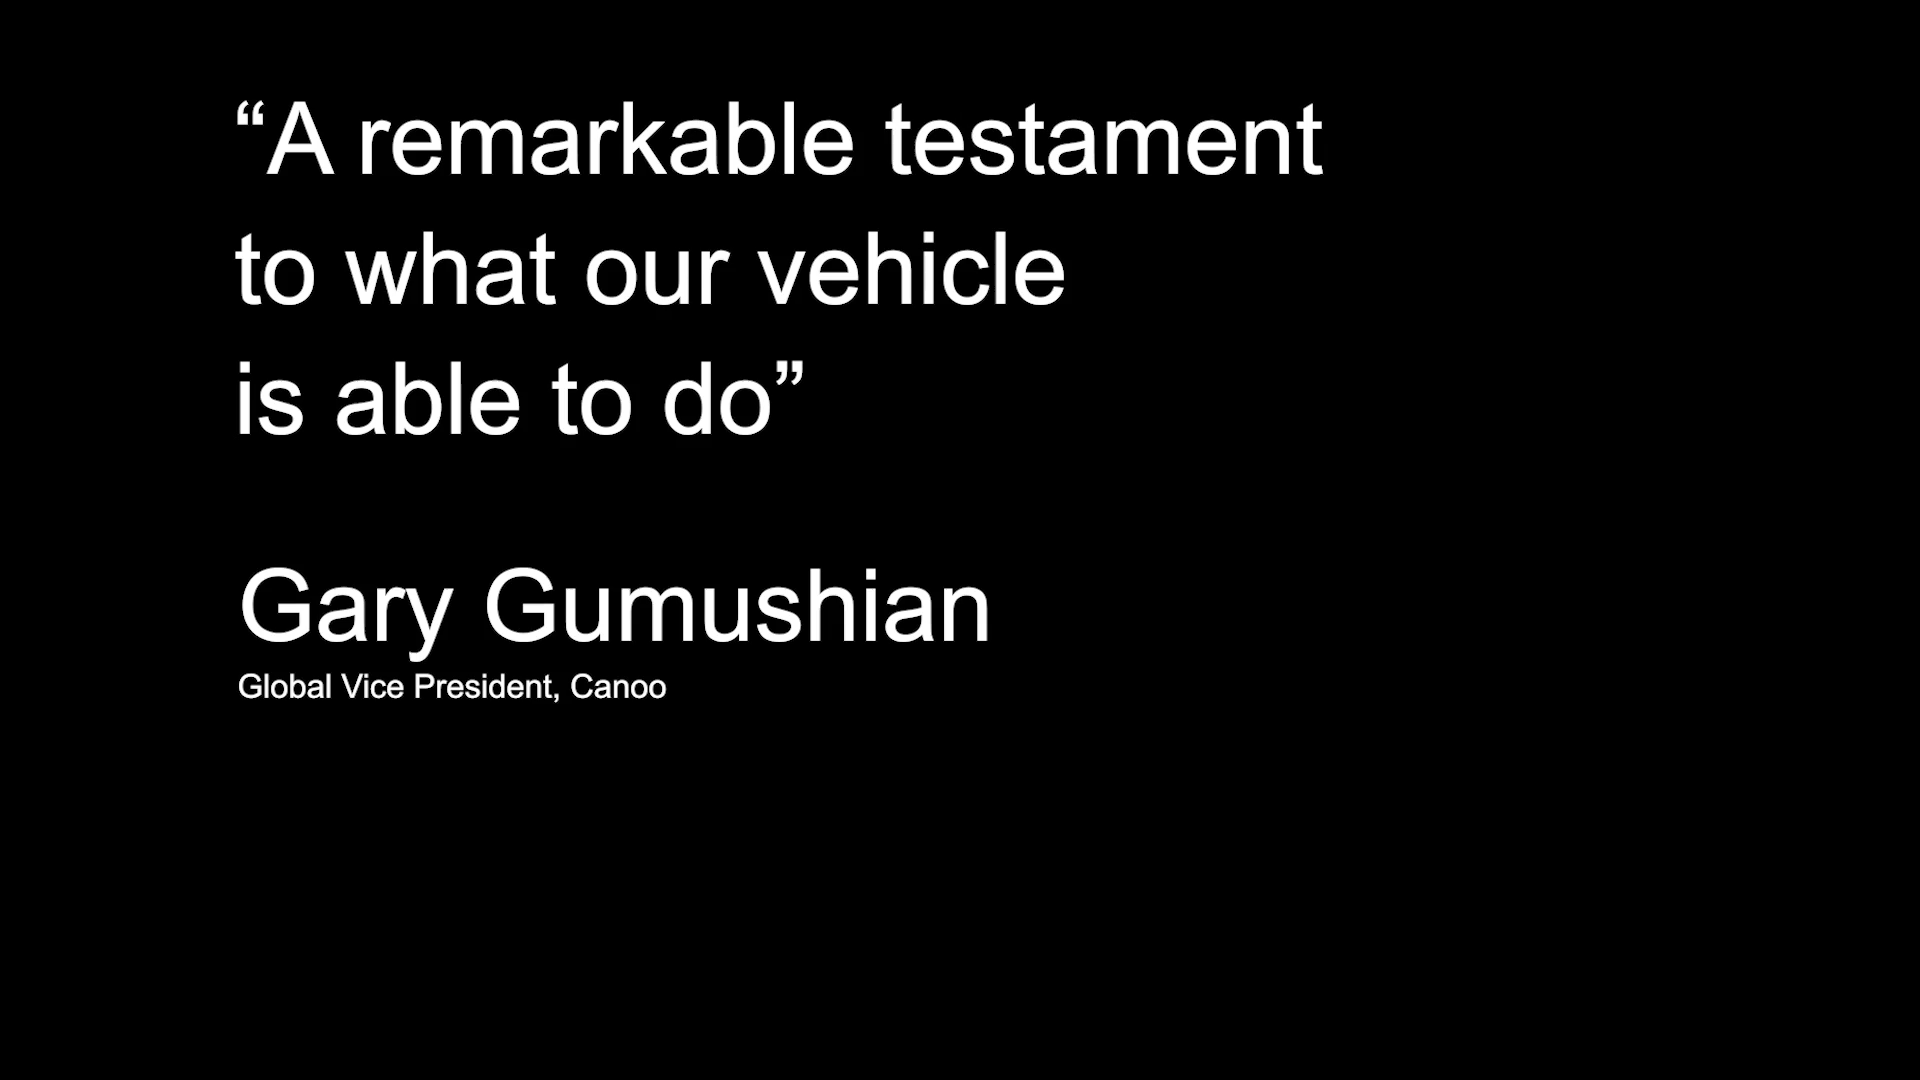 “A remarkable testament
to what our vehicle
is able to do”
Gary Gumushian
Global Vice President, Canoo